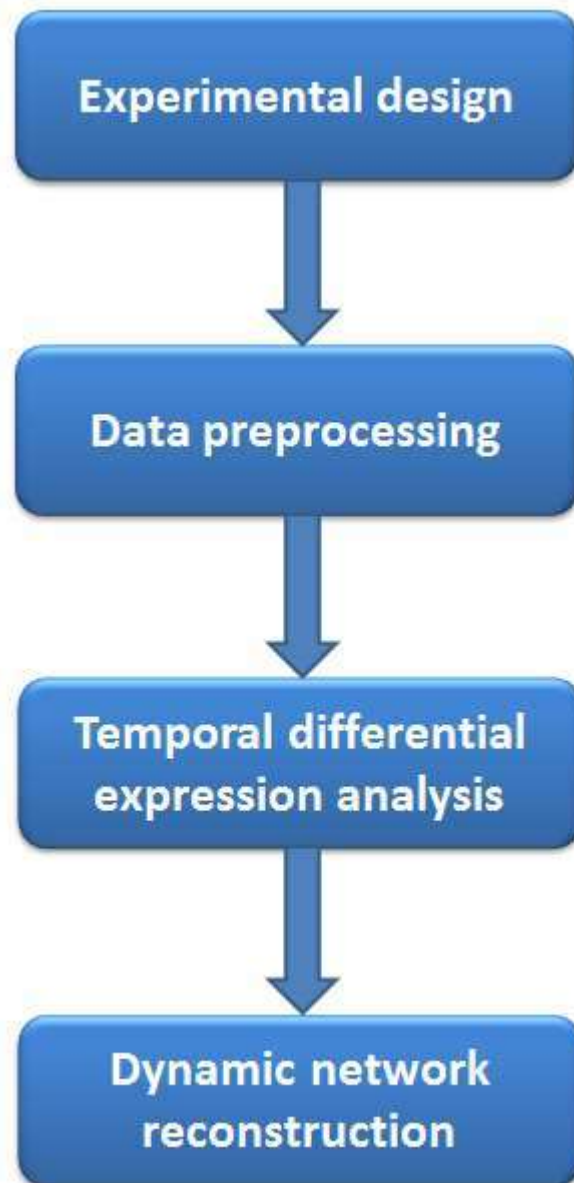 Experimental design
Data preprocessing
Temporal differential
expression analysis
Dynamic network
reconstruction